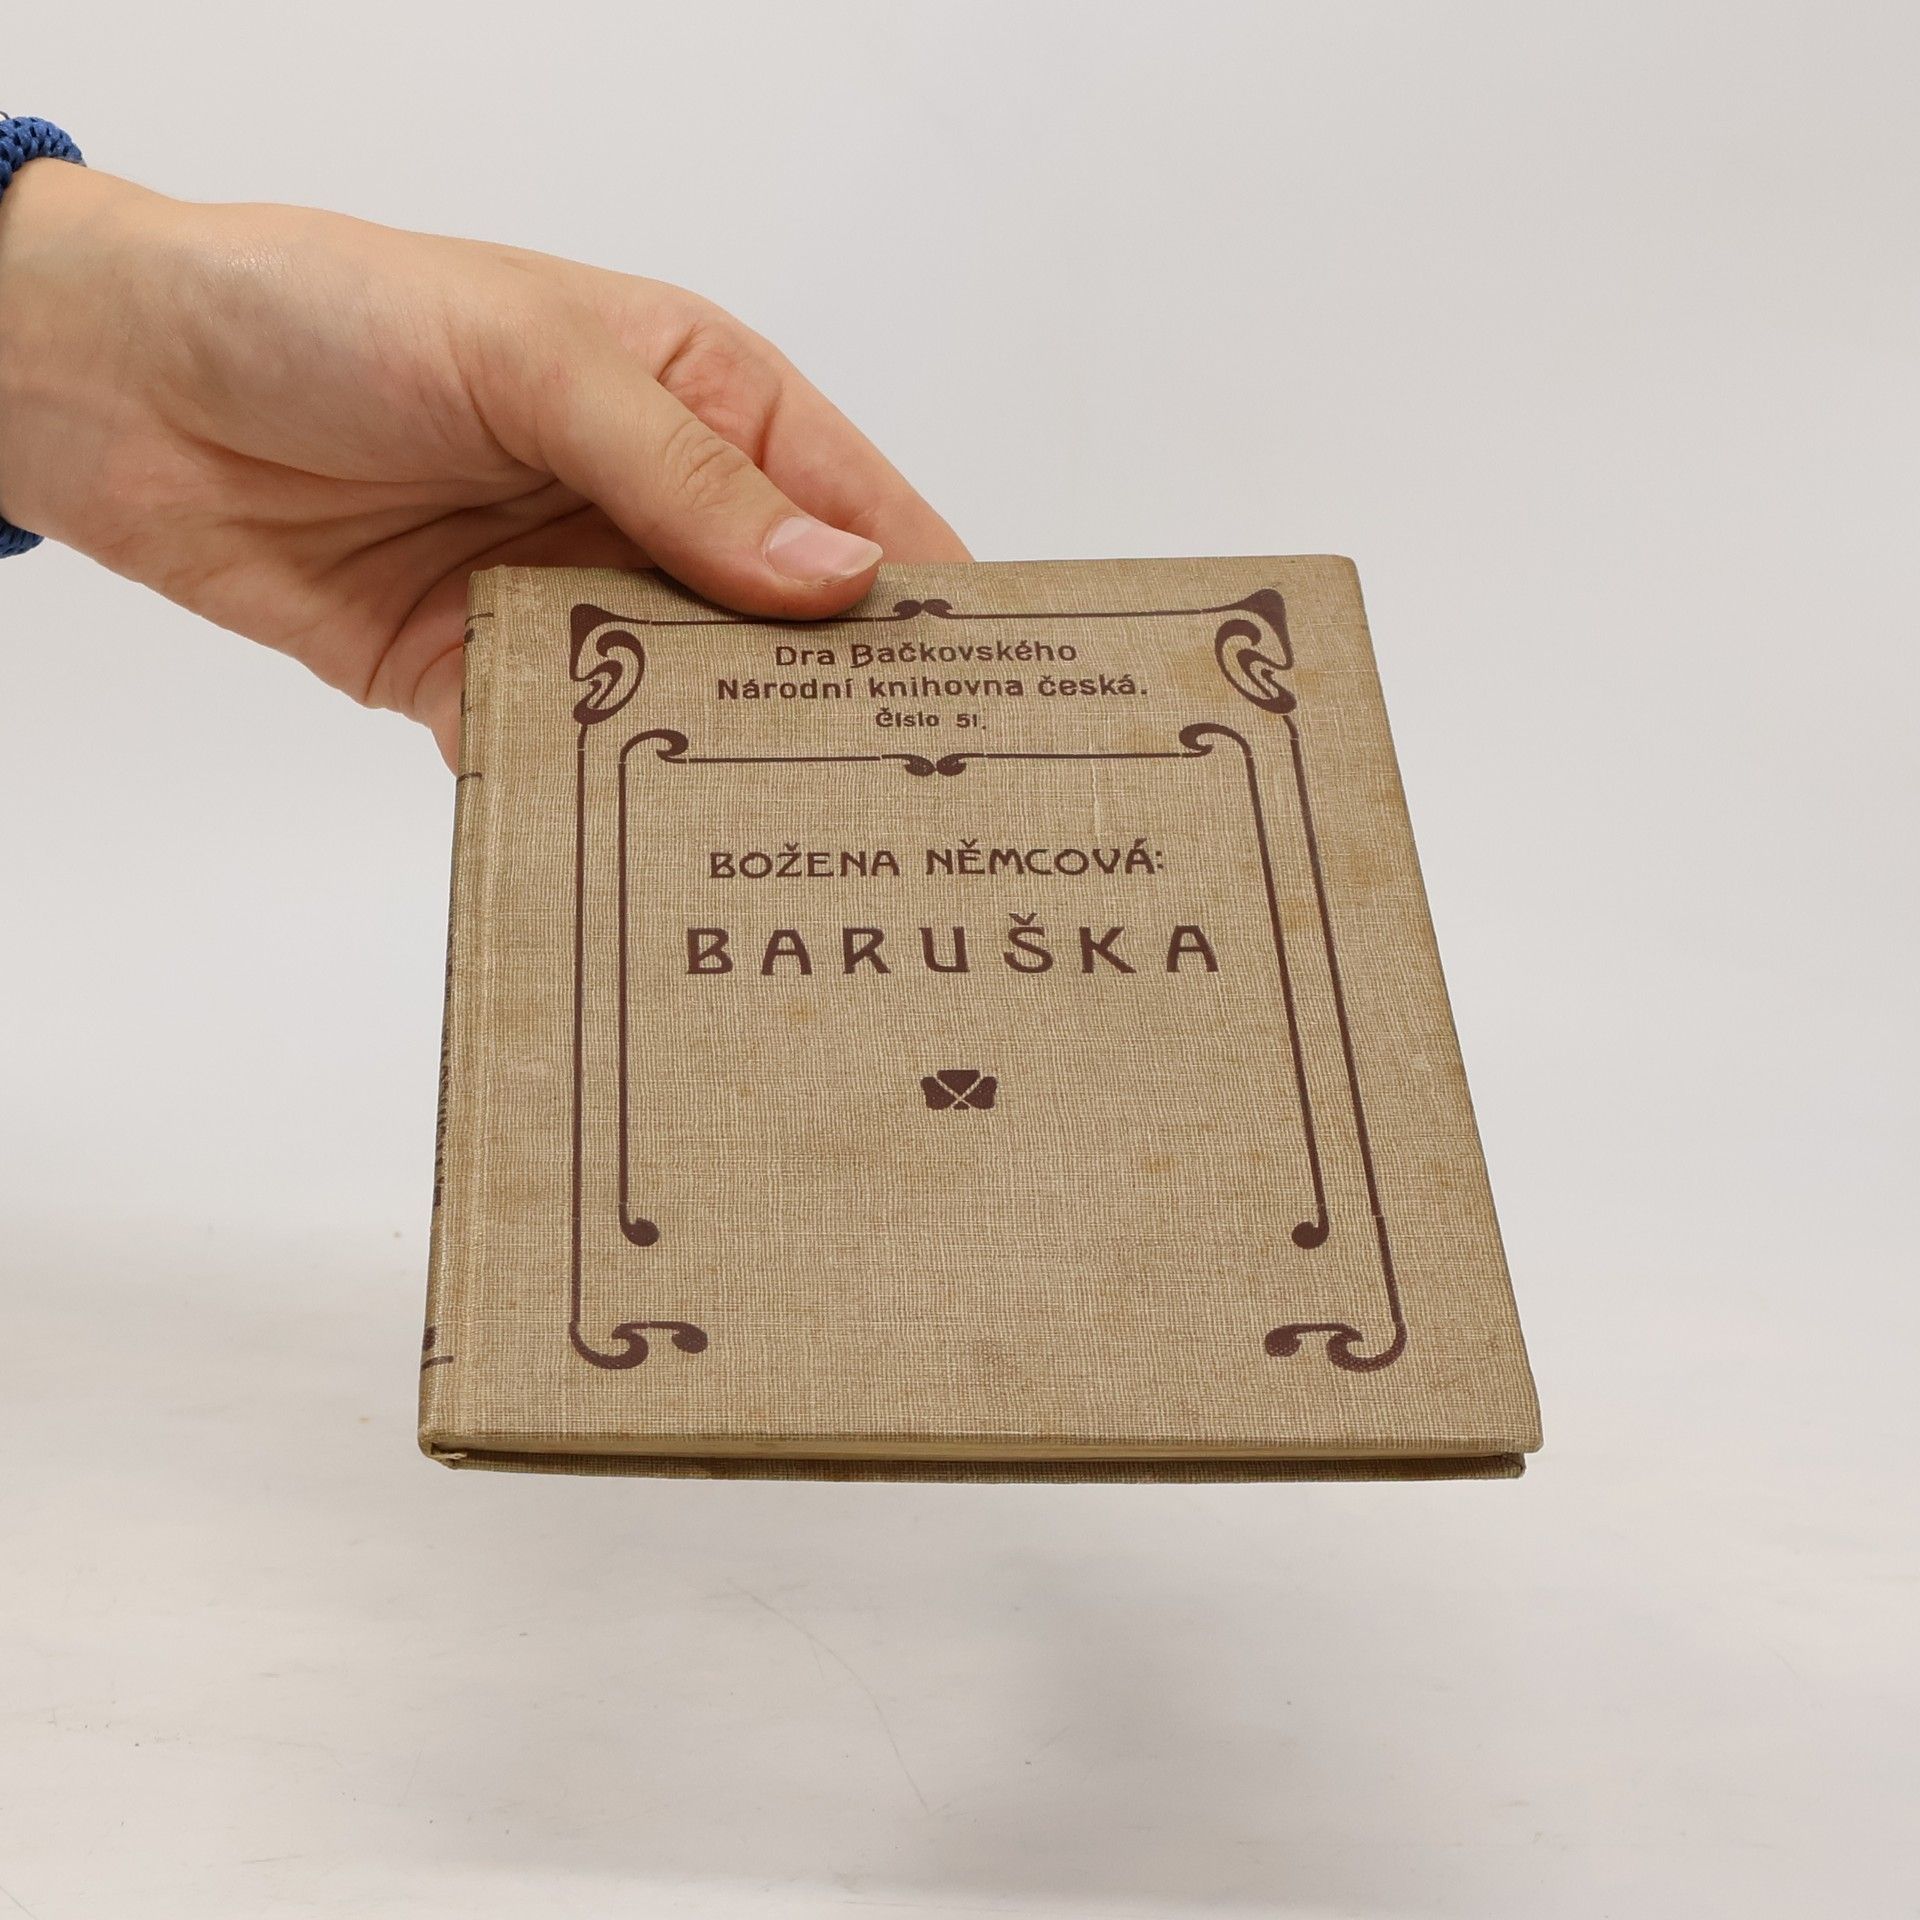 Dra Bačkovského
Národní knihovna česká.
Číslo 51.
BOŽENA NĚMCOVÁ:
BARUŠKA